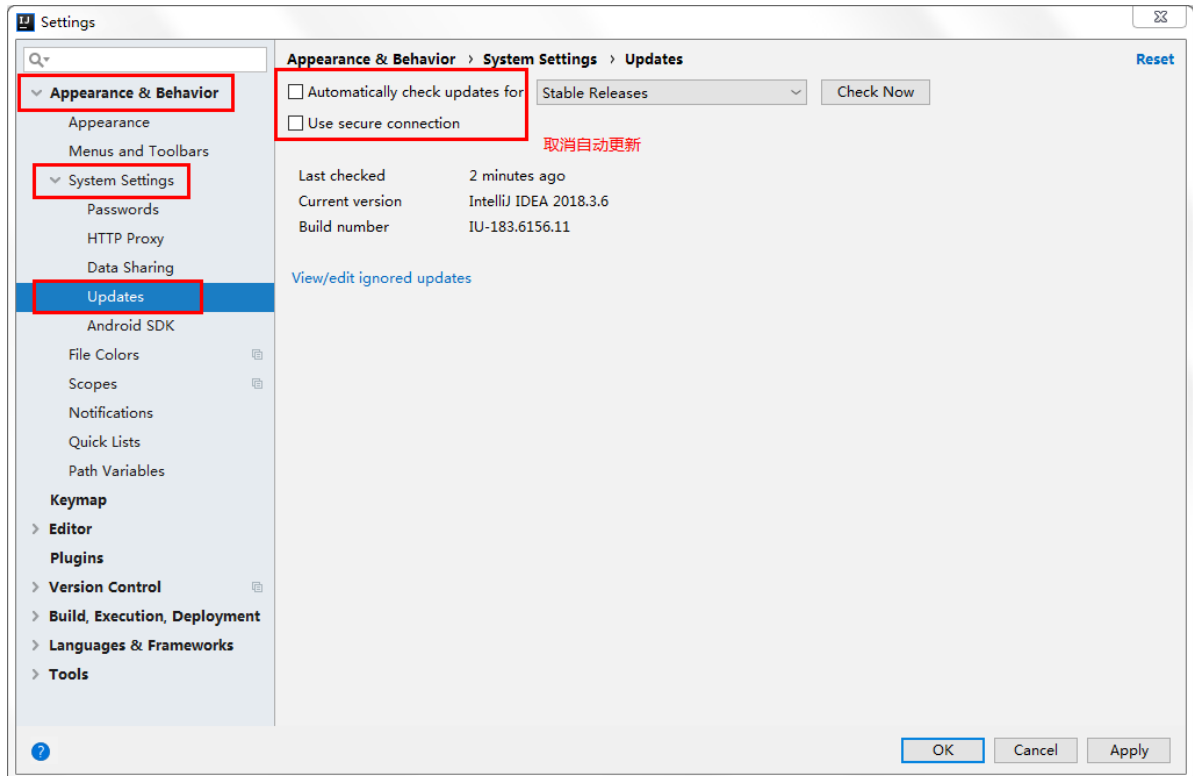 Settings
Appearance & Behavior
Appearance
Menus and Toolbars
System Settings
Passwords
HTTP Proxy
Data Sharing
Updates
Android SDK
File Colors
Scopes
Notifications
Quick Lists
Path Variables
Keymap
Editor
Plugins
Version Control
Build, Execution, Deployment
Languages & Frameworks
Tools
Appearance & Behavior › System Settings › Updates
Reset
Automatically check updates for Stable Releases Check Now
Use secure connection
取消自动更新
Last checked 2 minutes ago
Current version IntelliJ IDEA 2018.3.6
Build number IU-183.6156.11
View/edit ignored updates
? OK Cancel Apply